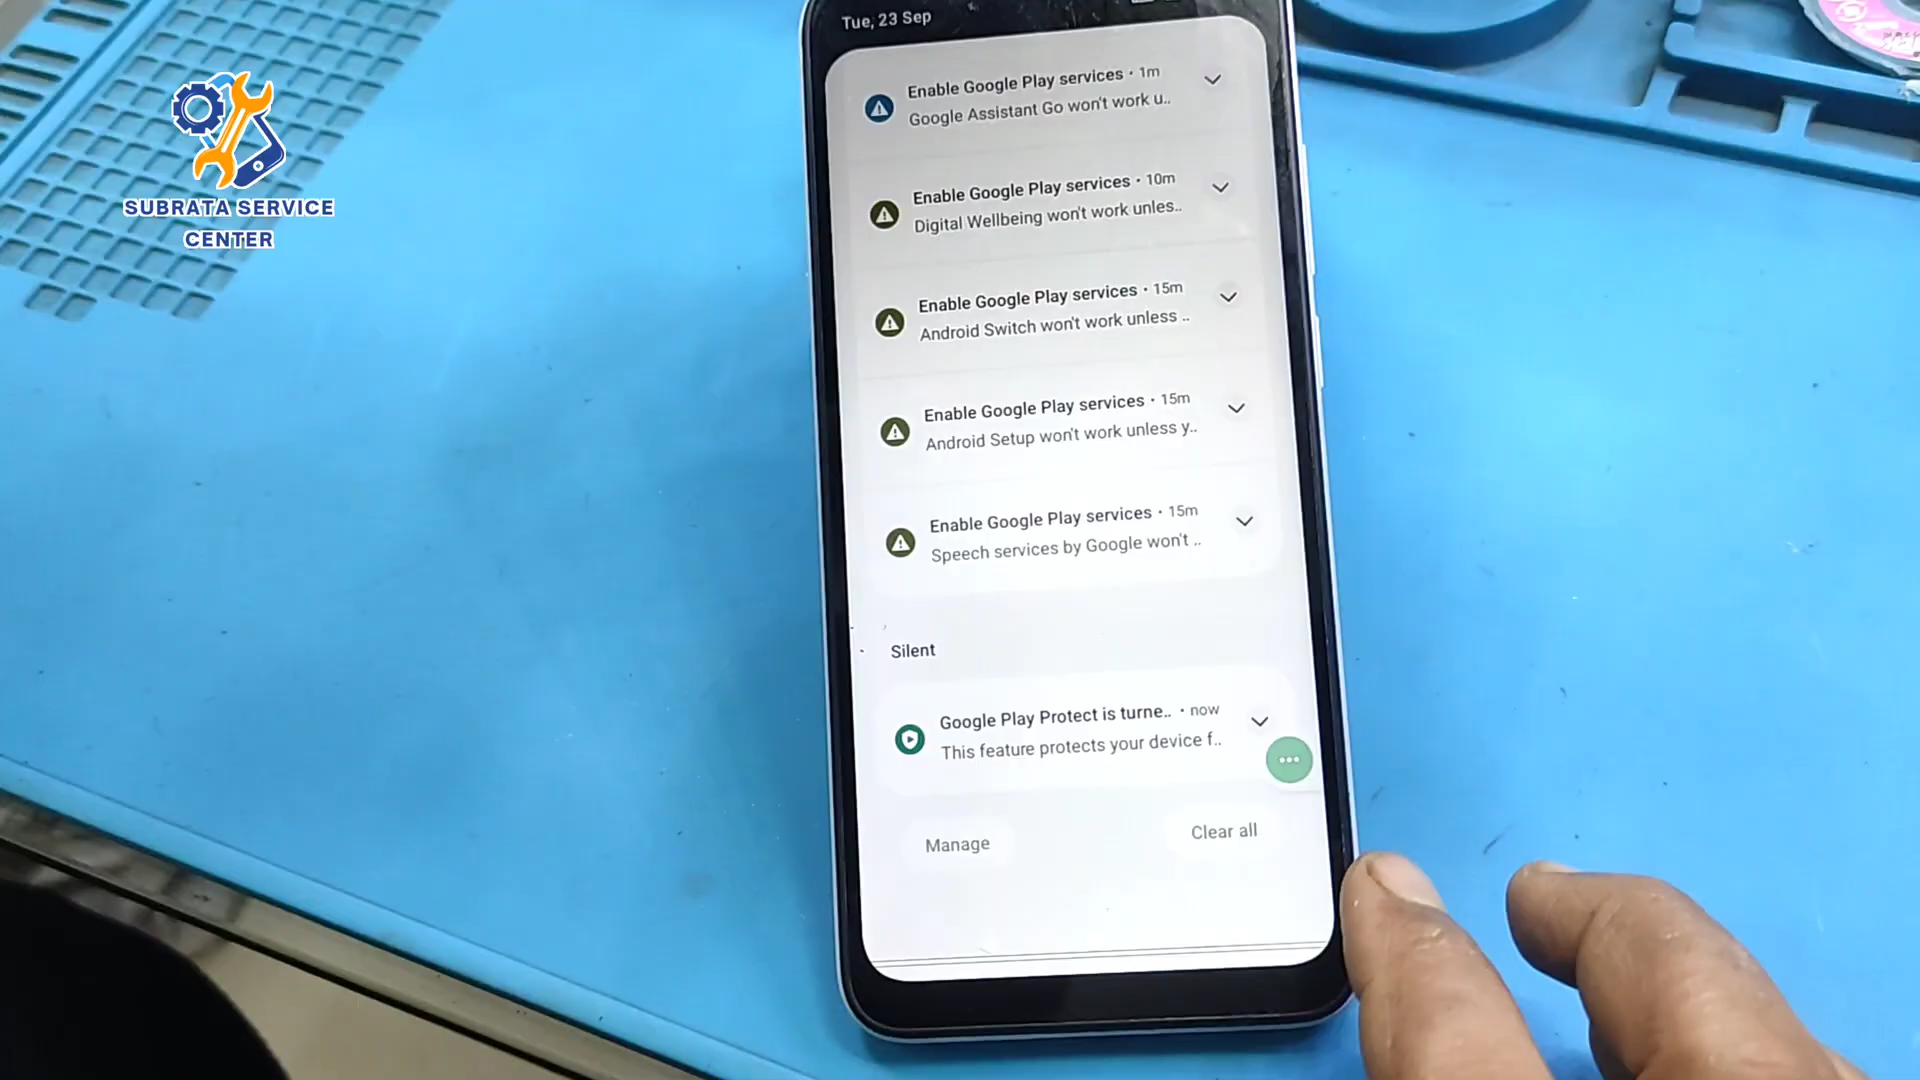 Tue, 23 Sep
Enable Google Play services • 1m
Google Assistant Go won't work u..
Enable Google Play services • 10m
Digital Wellbeing won't work unles..
Enable Google Play services • 15m
Android Switch won't work unless ..
Enable Google Play services • 15m
Android Setup won't work unless y..
Enable Google Play services • 15m
Speech services by Google won't ..
Silent
Google Play Protect is turne.. • now
This feature protects your device f..
Manage
Clear all
SUBRATA SERVICE
CENTER